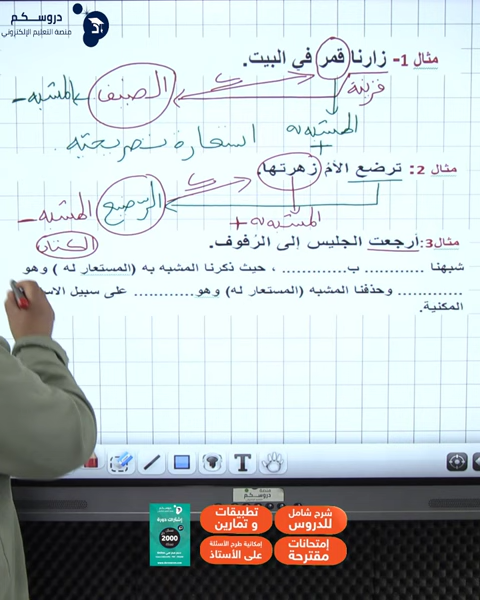 دروسكم
منصة التعليم الإلكتروني
مثال 1- زارنا قمر في البيت.
قرينة
الضيف
المشبه -
المشبه به
+
استعارة تصريحية
مثال 2: ترضع الأم زهرتها.
الرضيع
المشبه -
المشبه به +
مثال3: أرجعت الجليس إلى الرفوف.
الكتاب
شبهنا ............ ب............ ، حيث ذكرنا المشبه به (المستعار له ) وهو
............ وحذفنا المشبه (المستعار له) وهو............ على سبيل
المكنية.
T
دروسكم
شرح شامل
للدروس
تطبيقات
و تمارين
إمتحانات
مقترحة
إمكانية طرح الأسئلة
على الأستاذ
2000